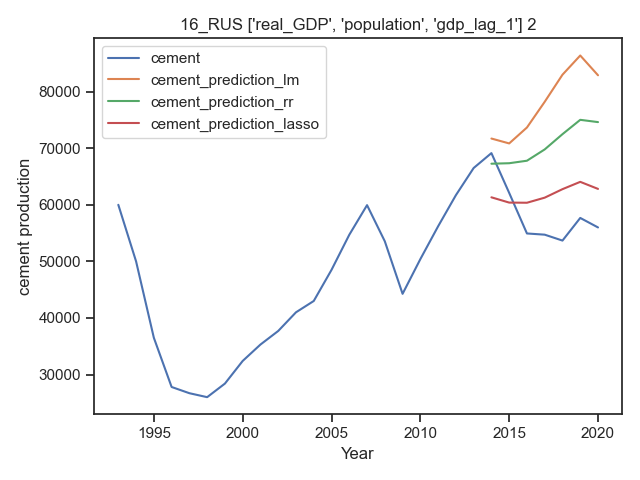 16_RUS ['real_GDP', 'population', 'gdp_lag_1'] 2
cement
cement_prediction_lm
cement_prediction_rr
cement_prediction_lasso
cement production
80000
70000
60000
50000
40000
30000
1995
2000
2005
2010
2015
2020
Year